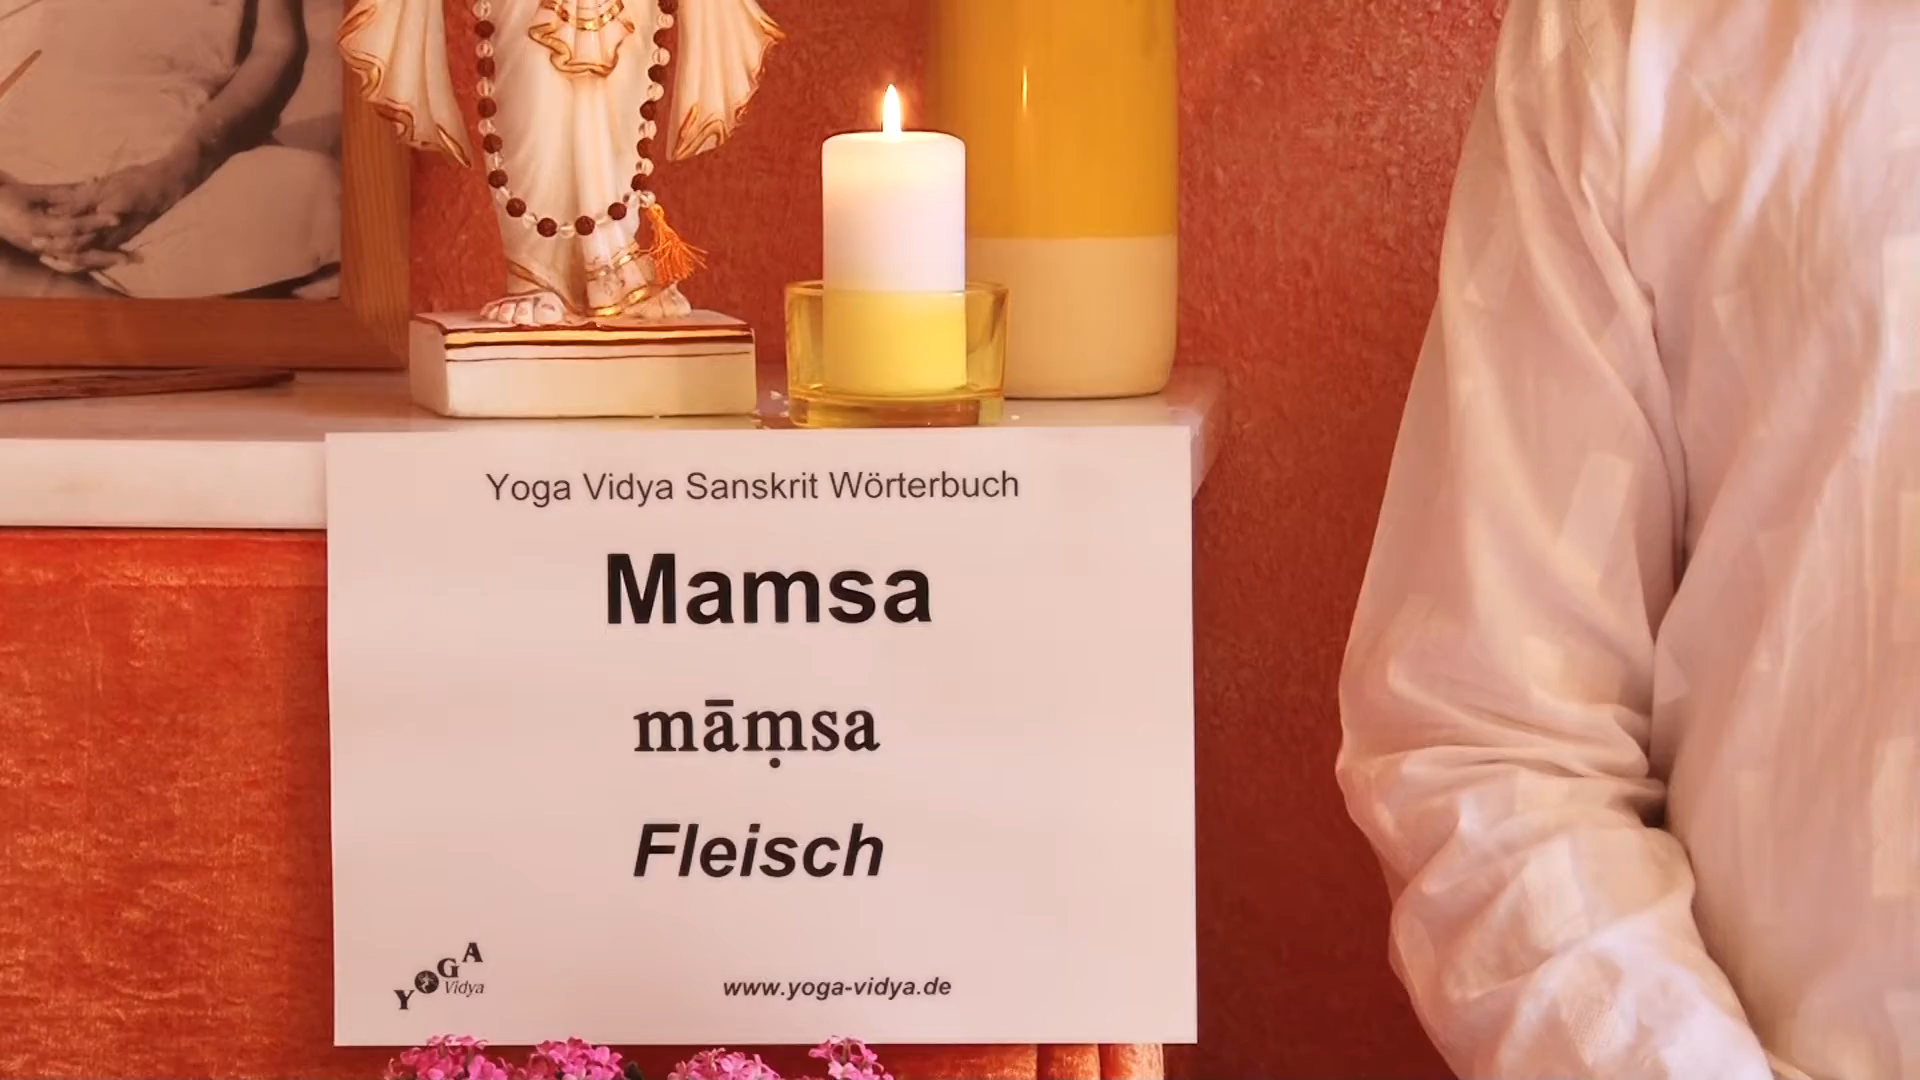 Yoga Vidya Sanskrit Wörterbuch
Mamsa
māṃsa
Fleisch
YOGA
Vidya
www.yoga-vidya.de